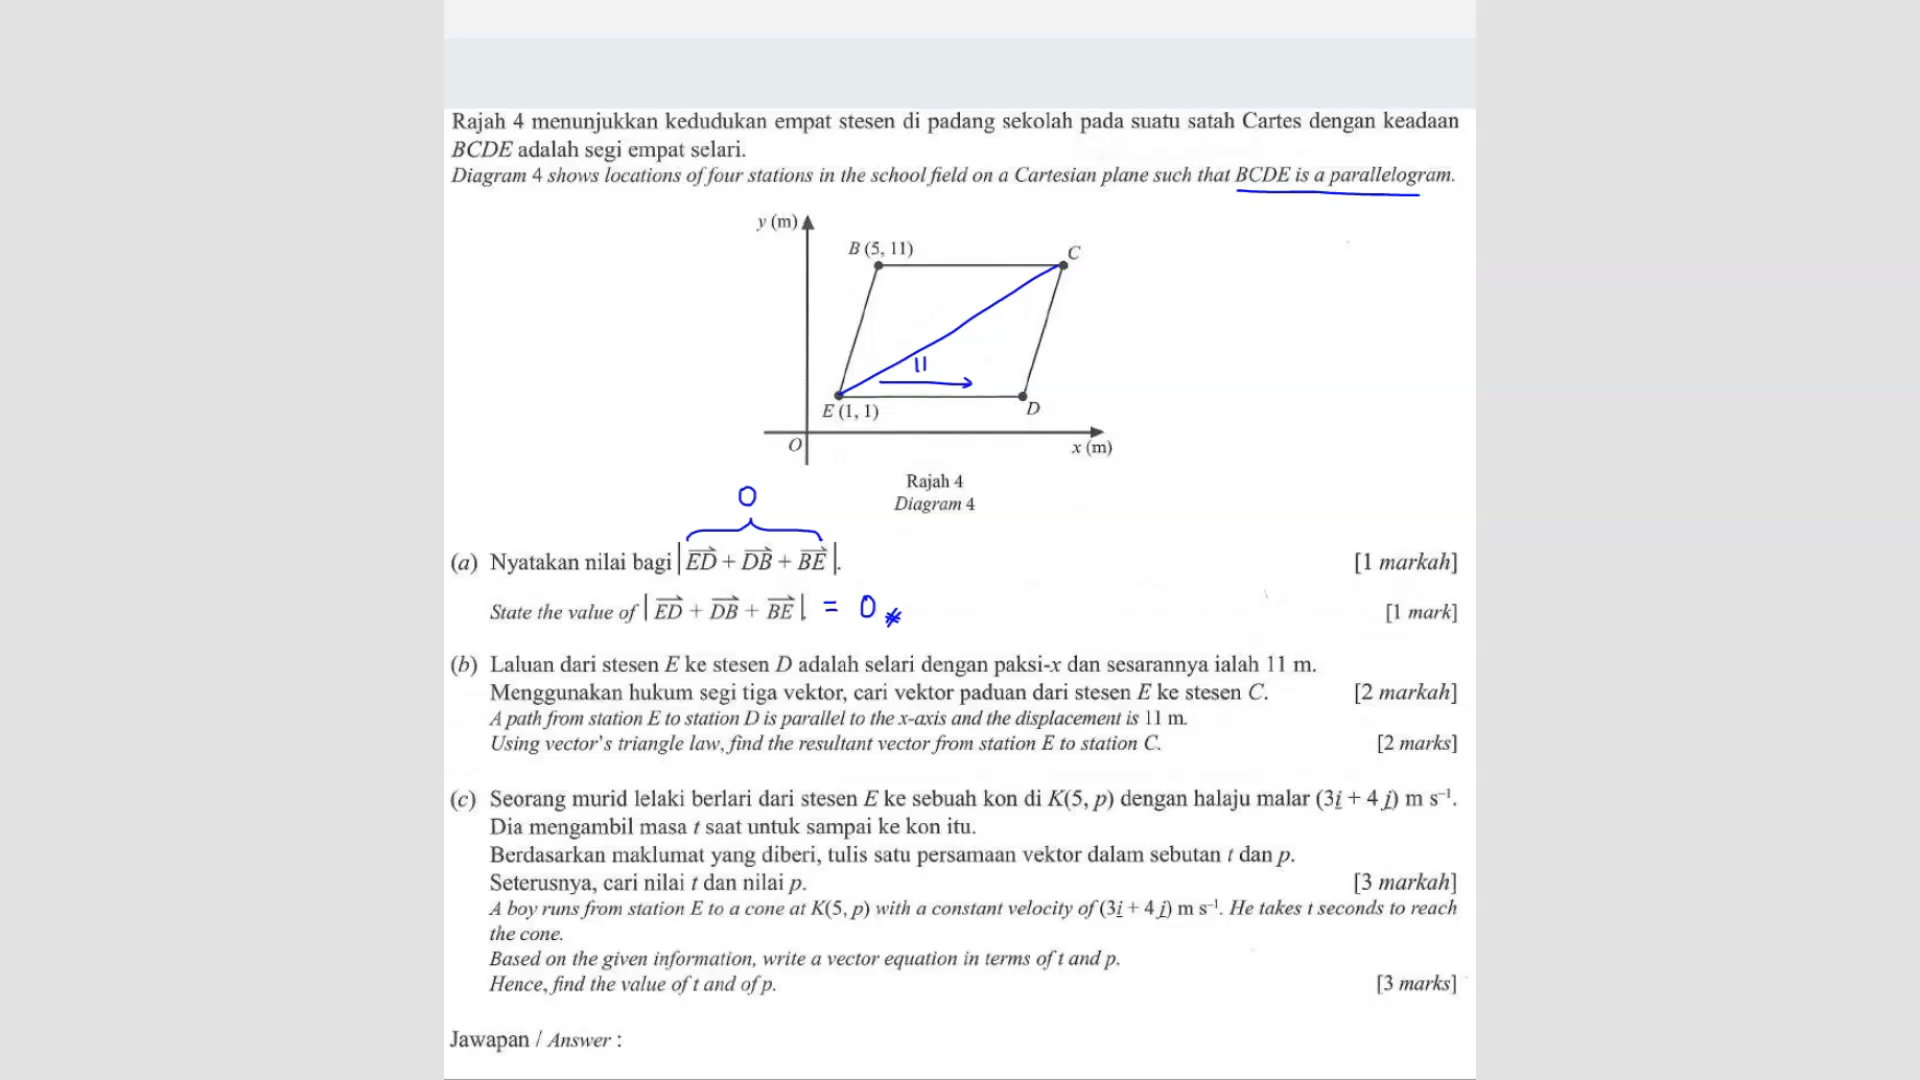 Rajah 4 menunjukkan kedudukan empat stesen di padang sekolah pada suatu satah Cartes dengan keadaan
BCDE adalah segi empat selari.
Diagram 4 shows locations of four stations in the school field on a Cartesian plane such that BCDE is a parallelogram.
y (m)
B (5, 11)
C
11
E (1, 1)
D
O
x (m)
Rajah 4
Diagram 4
0
(a) Nyatakan nilai bagi |ED⃗ + DB⃗ + BE⃗|. [1 markah]
State the value of |ED⃗ + DB⃗ + BE⃗|. = 0 * [1 mark]
(b) Laluan dari stesen E ke stesen D adalah selari dengan paksi-x dan sesarannya ialah 11 m.
Menggunakan hukum segi tiga vektor, cari vektor paduan dari stesen E ke stesen C. [2 markah]
A path from station E to station D is parallel to the x-axis and the displacement is 11 m.
Using vector's triangle law, find the resultant vector from station E to station C. [2 marks]
(c) Seorang murid lelaki berlari dari stesen E ke sebuah kon di K(5, p) dengan halaju malar (3i̲ + 4j̲) m s⁻¹.
Dia mengambil masa t saat untuk sampai ke kon itu.
Berdasarkan maklumat yang diberi, tulis satu persamaan vektor dalam sebutan t dan p.
Seterusnya, cari nilai t dan nilai p. [3 markah]
A boy runs from station E to a cone at K(5, p) with a constant velocity of (3i̲ + 4j̲) m s⁻¹. He takes t seconds to reach
the cone.
Based on the given information, write a vector equation in terms of t and p.
Hence, find the value of t and of p. [3 marks]
Jawapan / Answer :